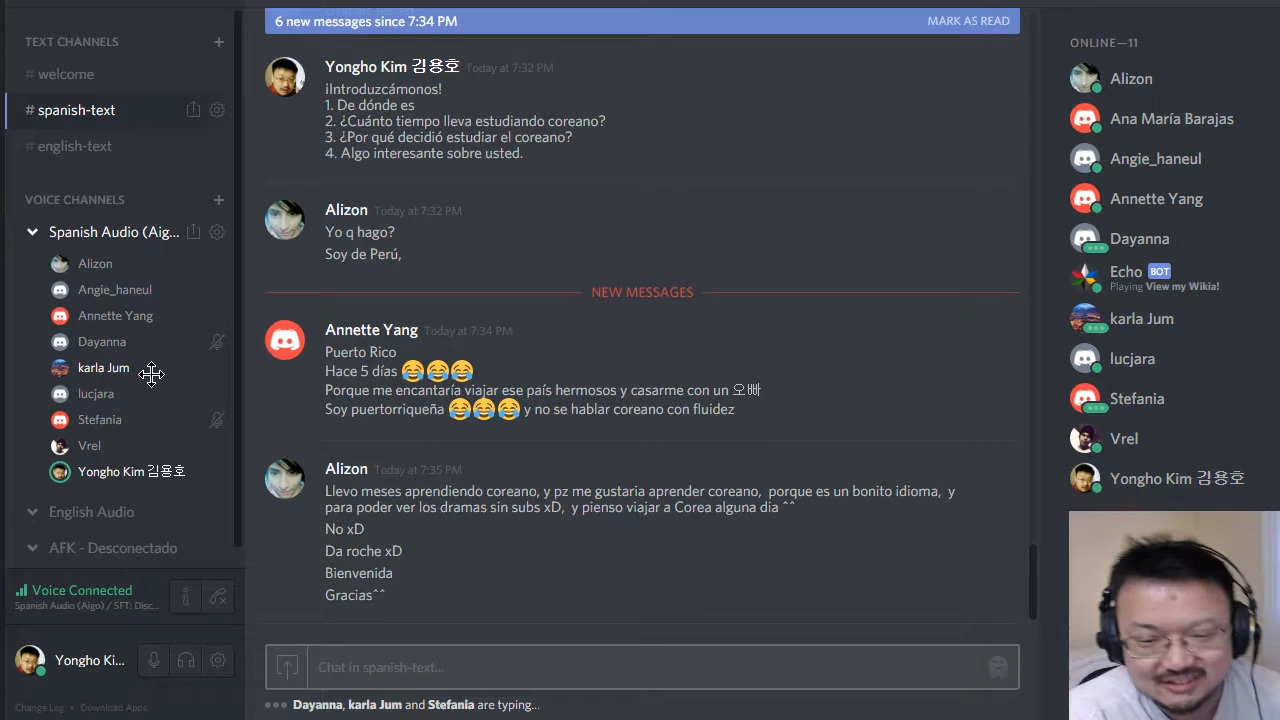 TEXT CHANNELS +
# welcome
# spanish-text
# english-text
VOICE CHANNELS +
Spanish Audio (Aig...
Alizon
Angie_haneul
Annette Yang
Dayanna
karla Jum
lucjara
Stefania
Vrel
Yongho Kim 김용호
English Audio
AFK - Desconectado
Voice Connected
Spanish Audio (Aigo) / SFT: Disc...
Yongho Ki...
Change Log • Download Apps
6 new messages since 7:34 PM MARK AS READ
Yongho Kim 김용호 Today at 7:32 PM
¡Introduzcámonos!
1. De dónde es
2. ¿Cuánto tiempo lleva estudiando coreano?
3. ¿Por qué decidió estudiar el coreano?
4. Algo interesante sobre usted.
Alizon Today at 7:32 PM
Yo q hago?
Soy de Perú,
NEW MESSAGES
Annette Yang Today at 7:34 PM
Puerto Rico
Hace 5 días 😂😂😂
Porque me encantaría viajar ese país hermosos y casarme con un 오빠
Soy puertorriqueña 😂😂😂 y no se hablar coreano con fluidez
Alizon Today at 7:35 PM
Llevo meses aprendiendo coreano, y pz me gustaria aprender coreano, porque es un bonito idioma, y
para poder ver los dramas sin subs xD, y pienso viajar a Corea alguna dia ^^
No xD
Da roche xD
Bienvenida
Gracias^^
Chat in spanish-text...
Dayanna, karla Jum and Stefania are typing...
ONLINE—11
Alizon
Ana María Barajas
Angie_haneul
Annette Yang
Dayanna
Echo BOT
Playing View my Wikia!
karla Jum
lucjara
Stefania
Vrel
Yongho Kim 김용호